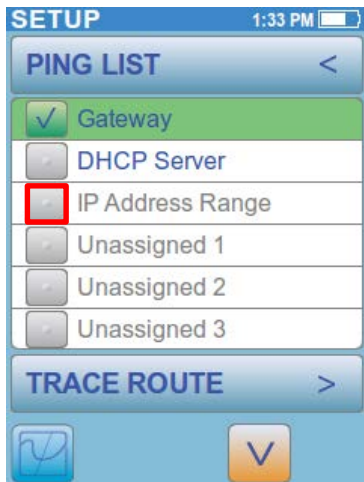 SETUP 1:33 PM
PING LIST <
Gateway
DHCP Server
IP Address Range
Unassigned 1
Unassigned 2
Unassigned 3
TRACE ROUTE >